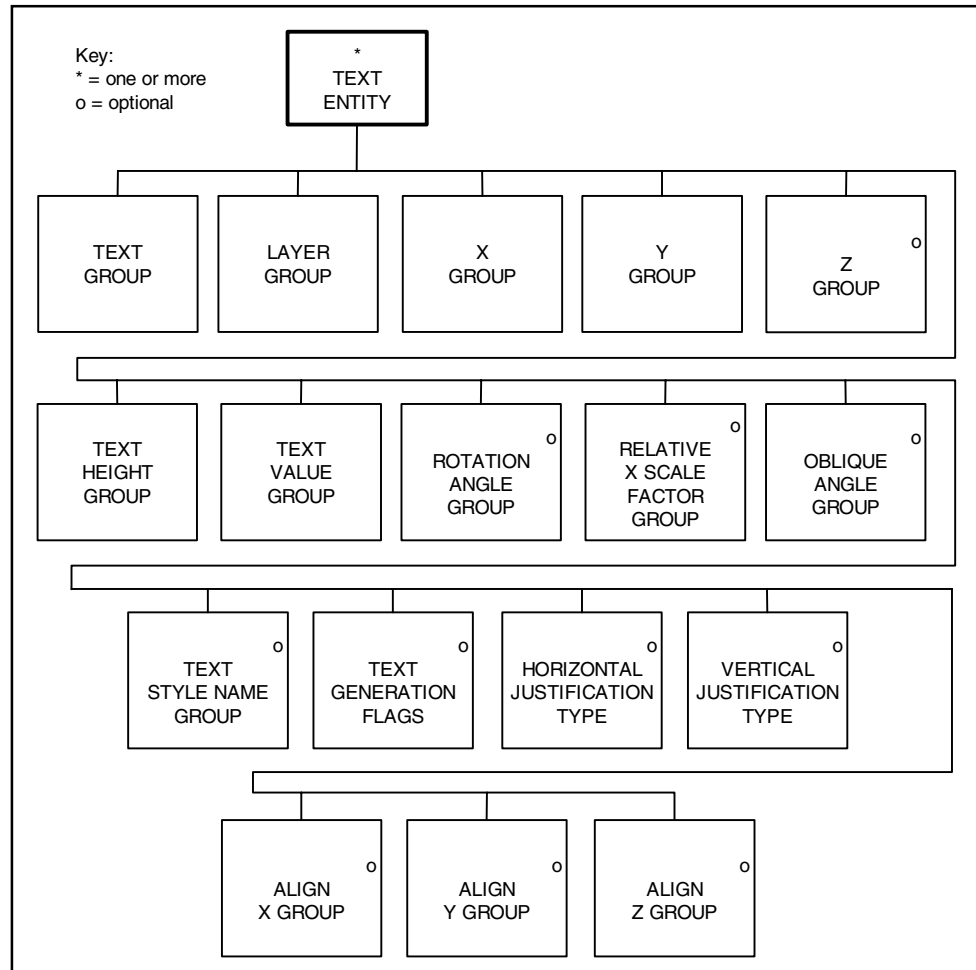 Key:
* = one or more
o = optional
*
TEXT
ENTITY
TEXT
GROUP
LAYER
GROUP
X
GROUP
Y
GROUP
o
Z
GROUP
TEXT
HEIGHT
GROUP
TEXT
VALUE
GROUP
o
ROTATION
ANGLE
GROUP
o
RELATIVE
X SCALE
FACTOR
GROUP
o
OBLIQUE
ANGLE
GROUP
o
TEXT
STYLE NAME
GROUP
o
TEXT
GENERATION
FLAGS
o
HORIZONTAL
JUSTIFICATION
TYPE
o
VERTICAL
JUSTIFICATION
TYPE
o
ALIGN
X GROUP
o
ALIGN
Y GROUP
o
ALIGN
Z GROUP